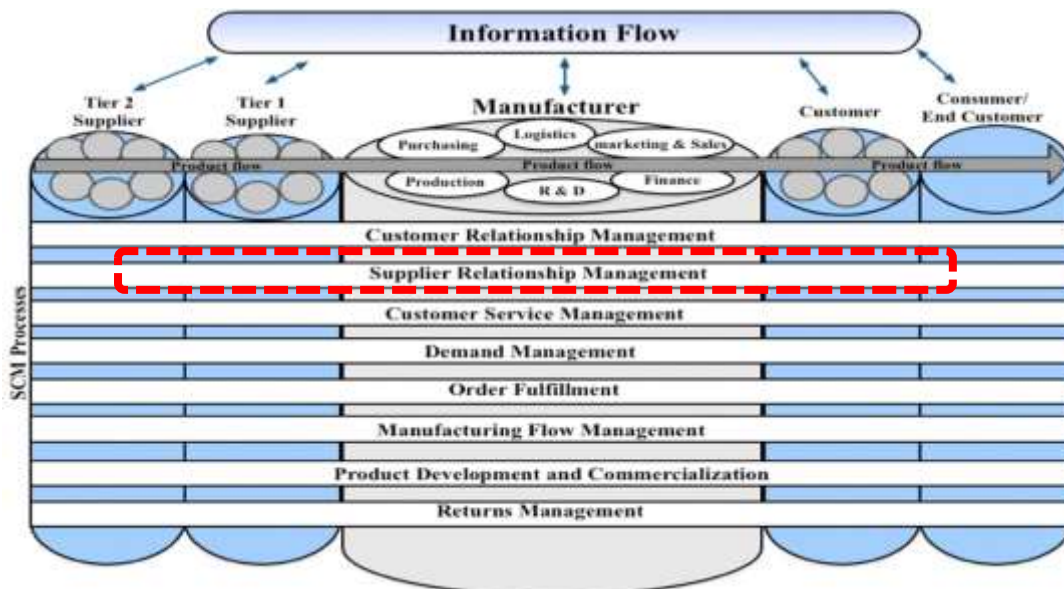 Information Flow
Tier 2
Supplier
Tier 1
Supplier
Manufacturer
Customer
Consumer/
End Customer
Purchasing
Logistics
marketing & Sales
Product flow
Product flow
Product flow
Production
R & D
Finance
SCM Processes
Customer Relationship Management
Supplier Relationship Management
Customer Service Management
Demand Management
Order Fulfillment
Manufacturing Flow Management
Product Development and Commercialization
Returns Management